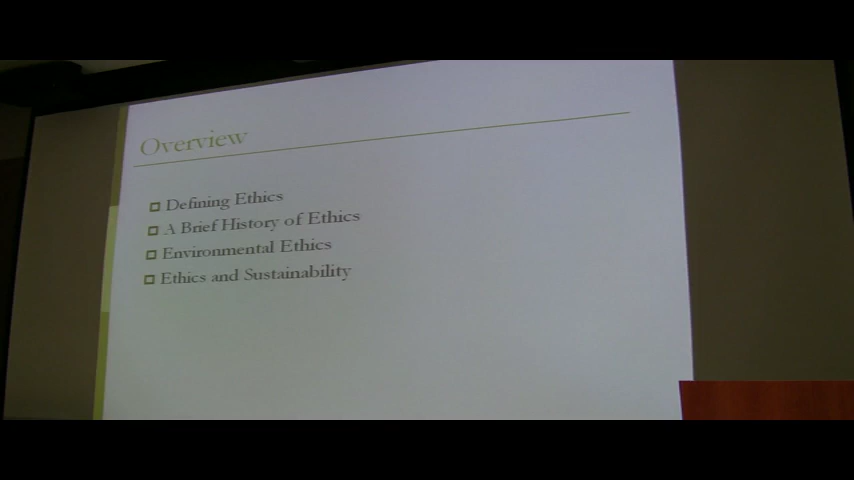 Overview
Defining Ethics
A Brief History of Ethics
Environmental Ethics
Ethics and Sustainability